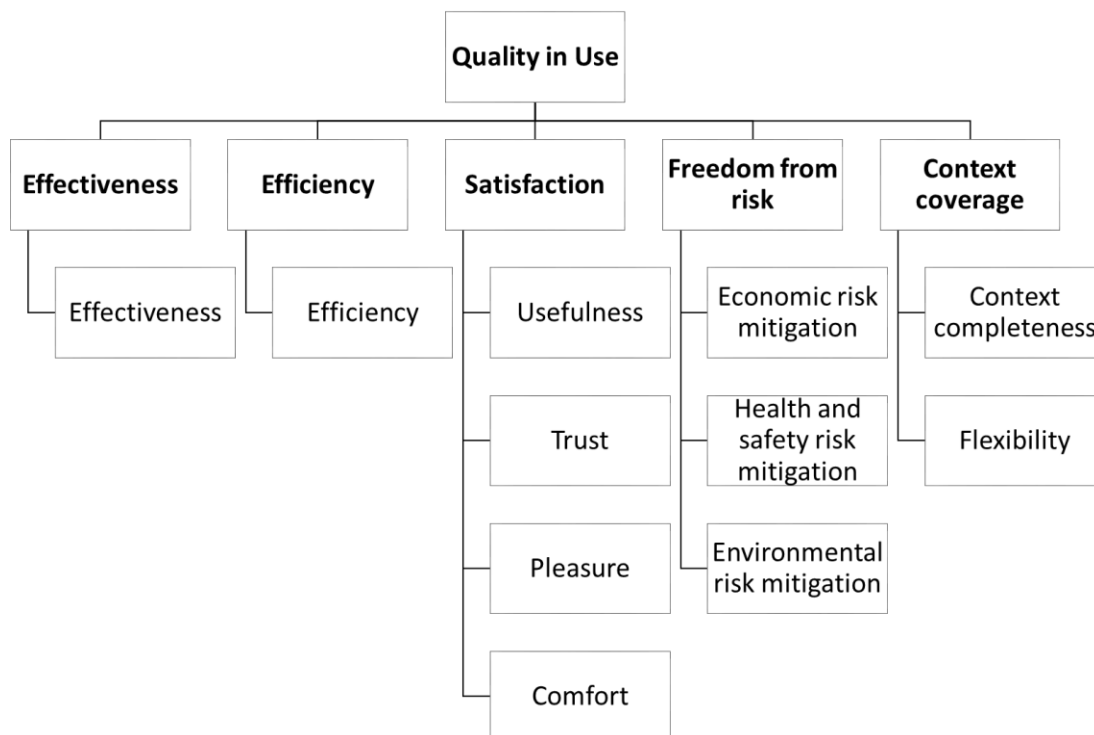 Quality in Use
Effectiveness
Efficiency
Satisfaction
Freedom from
risk
Context
coverage
Effectiveness
Efficiency
Usefulness
Economic risk
mitigation
Context
completeness
Trust
Health and
safety risk
mitigation
Flexibility
Pleasure
Environmental
risk mitigation
Comfort